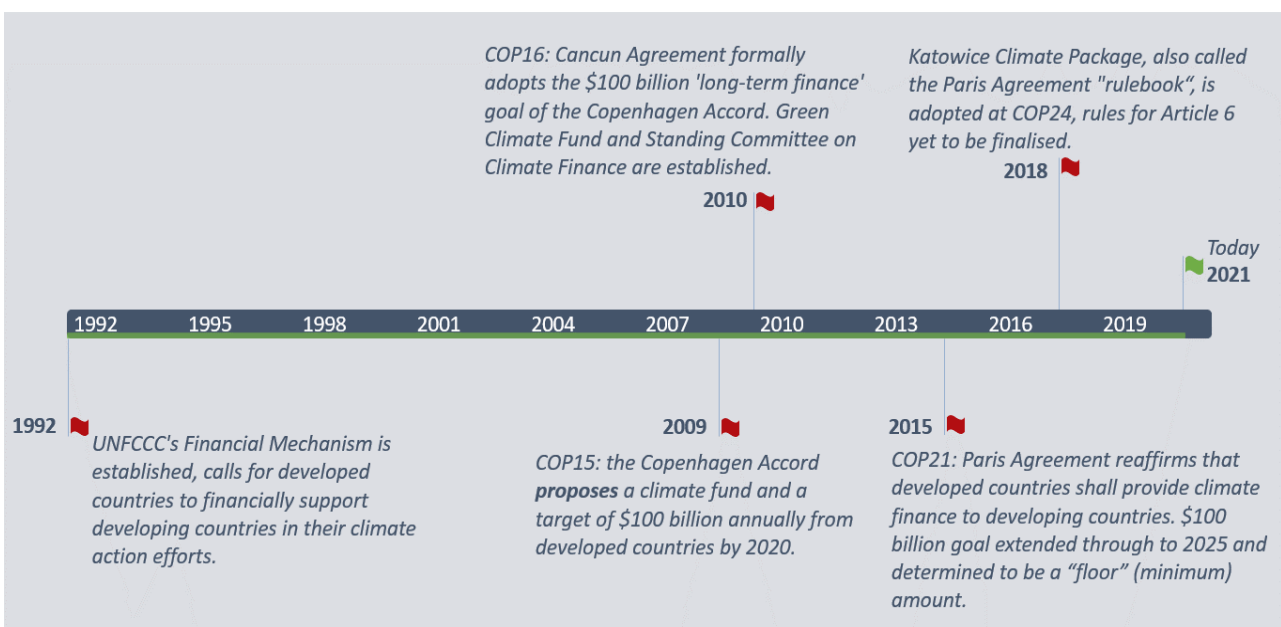 COP16: Cancun Agreement formally
adopts the $100 billion 'long-term finance'
goal of the Copenhagen Accord. Green
Climate Fund and Standing Committee on
Climate Finance are established.
2010
Katowice Climate Package, also called
the Paris Agreement "rulebook“, is
adopted at COP24, rules for Article 6
yet to be finalised.
2018
Today
2021
1992 1995 1998 2001 2004 2007 2010 2013 2016 2019
1992
UNFCCC's Financial Mechanism is
established, calls for developed
countries to financially support
developing countries in their climate
action efforts.
2009
COP15: the Copenhagen Accord
proposes a climate fund and a
target of $100 billion annually from
developed countries by 2020.
2015
COP21: Paris Agreement reaffirms that
developed countries shall provide climate
finance to developing countries. $100
billion goal extended through to 2025 and
determined to be a “floor” (minimum)
amount.